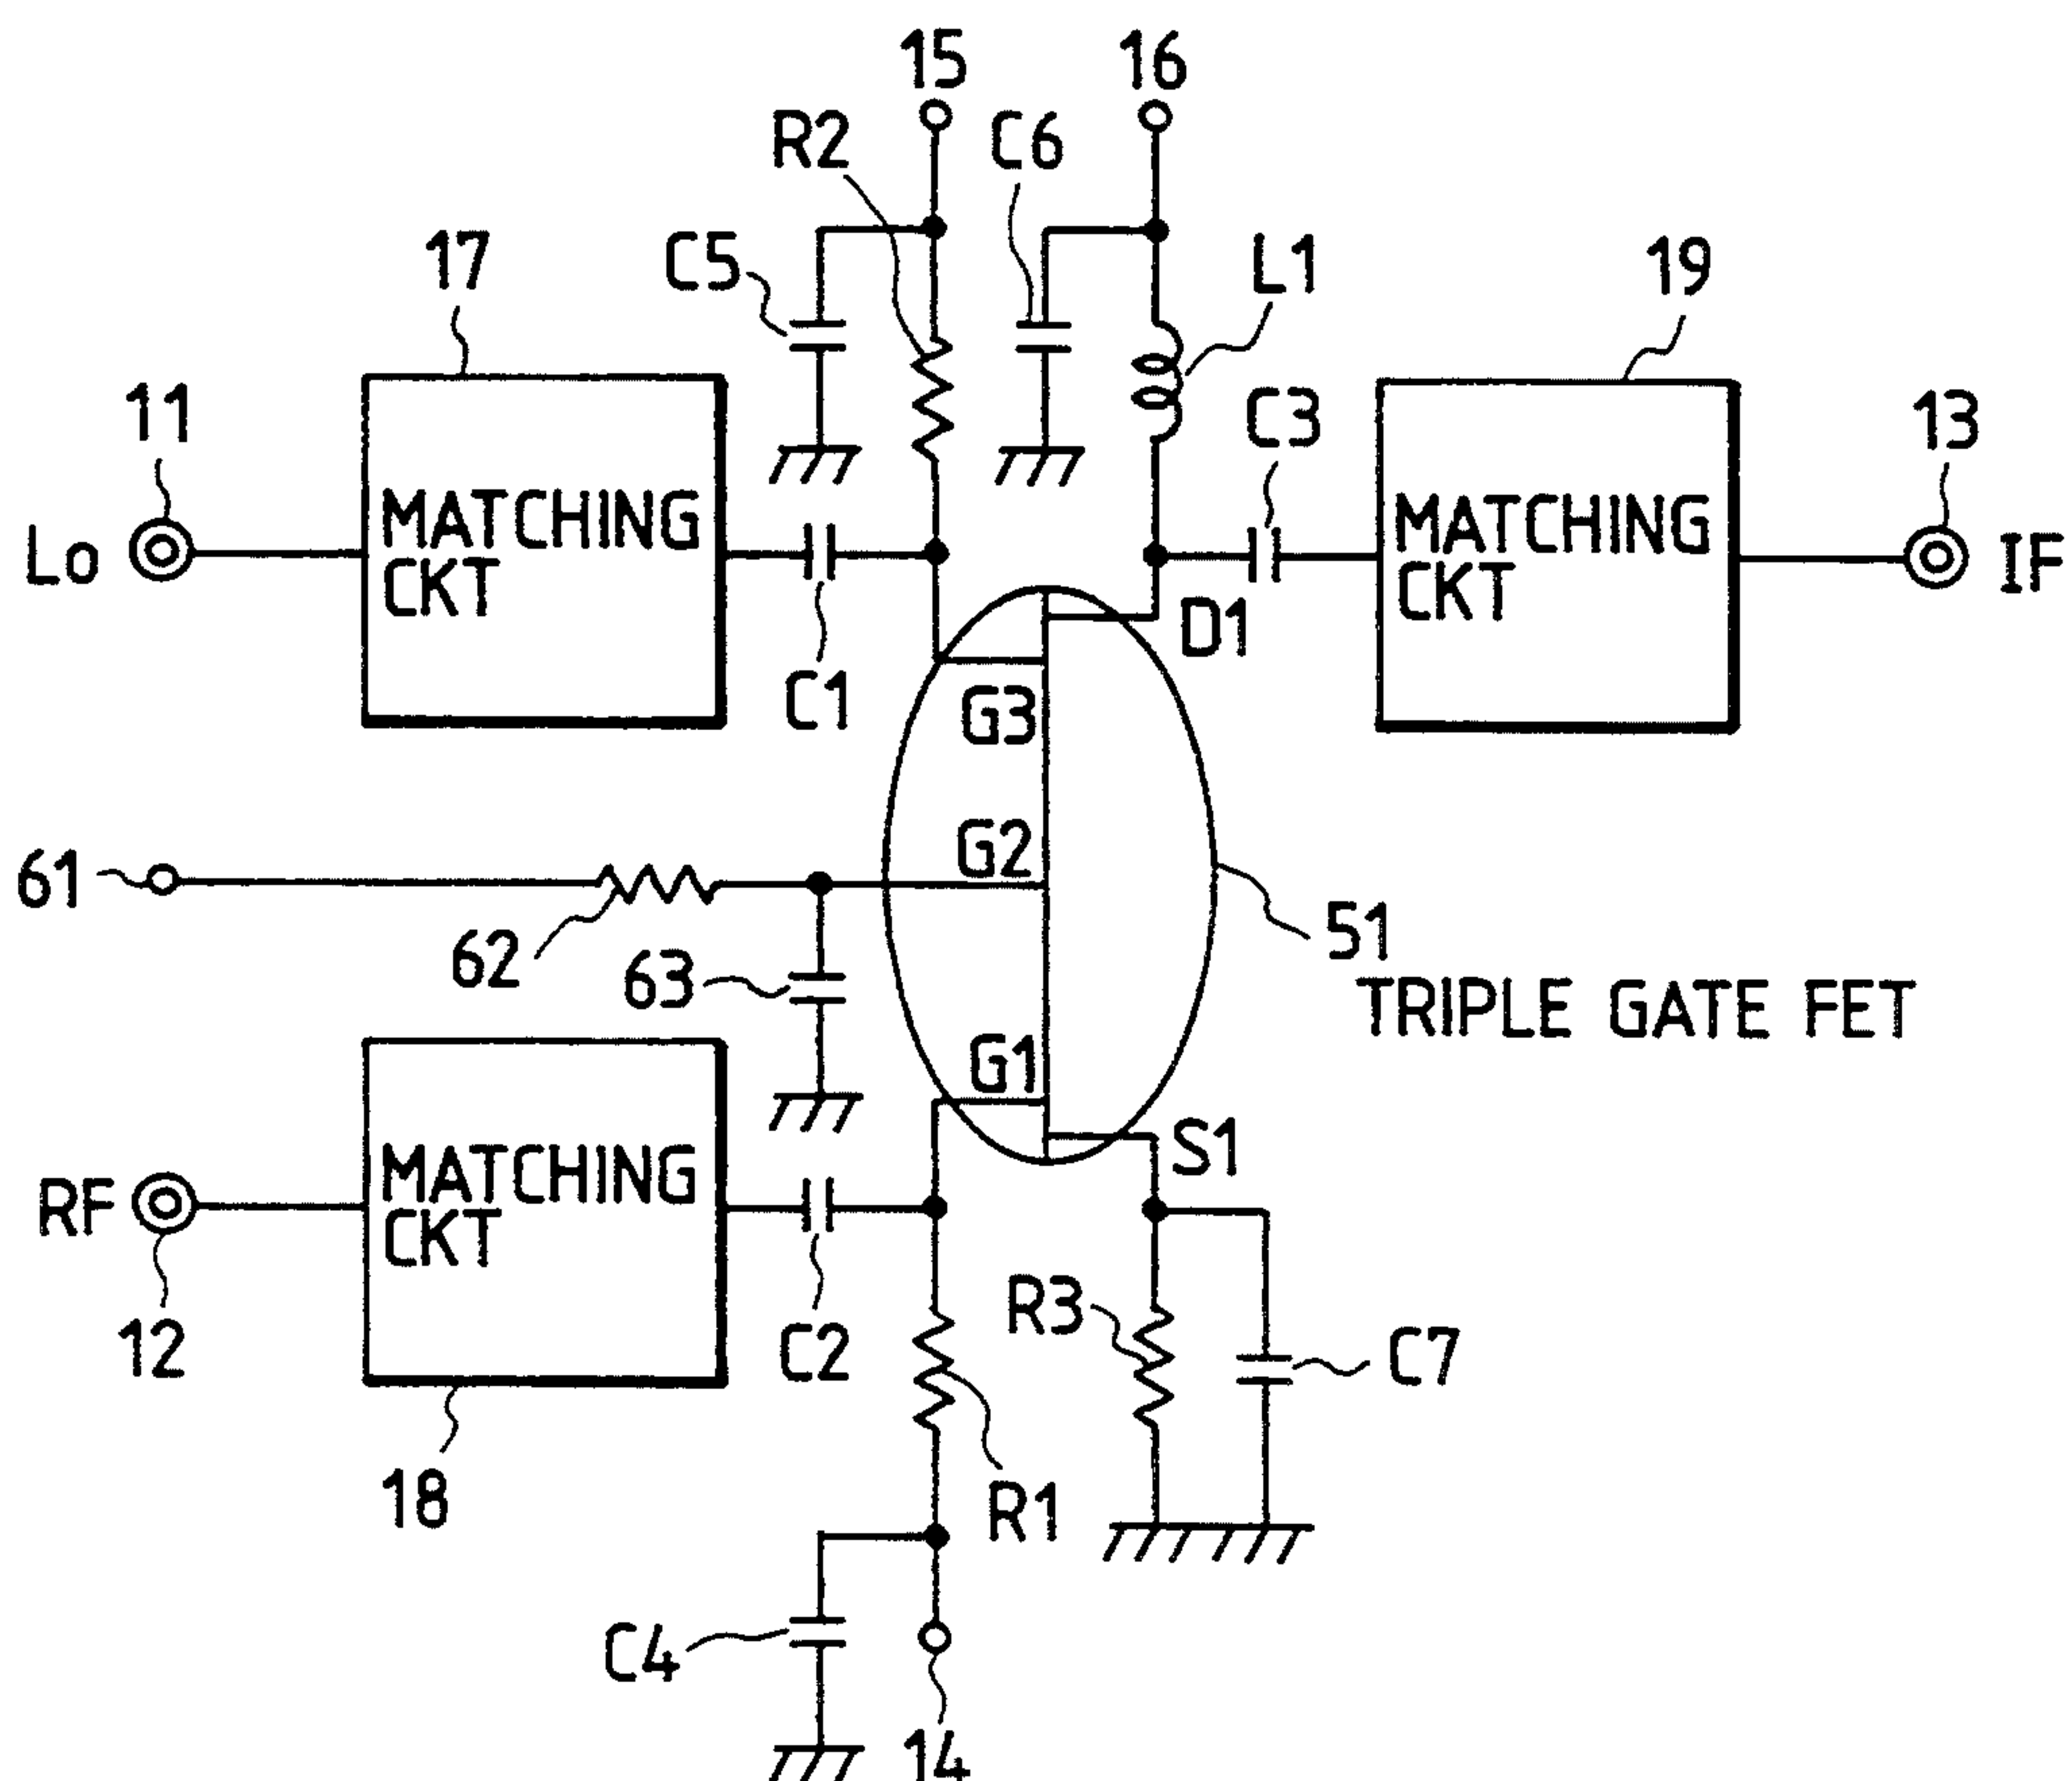 15
16
R2
C6
17
C5
L1
19
11
C3
13
Lo
MATCHING
CKT
MATCHING
CKT
IF
D1
C1
G3
G2
61
51
62
63
TRIPLE GATE FET
G1
S1
RF
MATCHING
CKT
R3
12
C2
C7
18
R1
C4
14